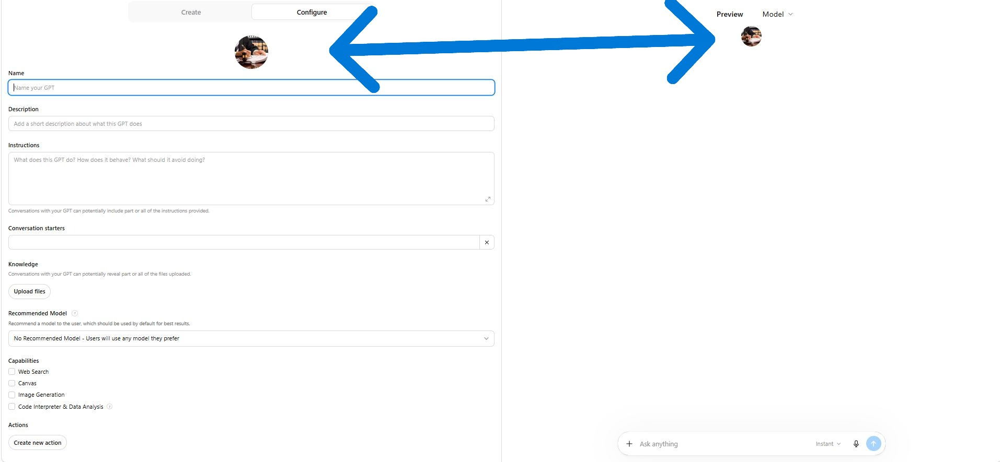 Create
Configure
Name
Name your GPT
Description
Add a short description about what this GPT does
Instructions
What does this GPT do? How does it behave? What should it avoid doing?
Conversations with your GPT can potentially include part or all of the instructions provided.
Conversation starters
Knowledge
Conversations with your GPT can potentially reveal part or all of the files uploaded.
Upload files
Recommended Model
Recommend a model to the user, which should be used by default for best results.
No Recommended Model - Users will use any model they prefer
Capabilities
Web Search
Canvas
Image Generation
Code Interpreter & Data Analysis
Actions
Create new action
Preview
Model
Ask anything
Instant